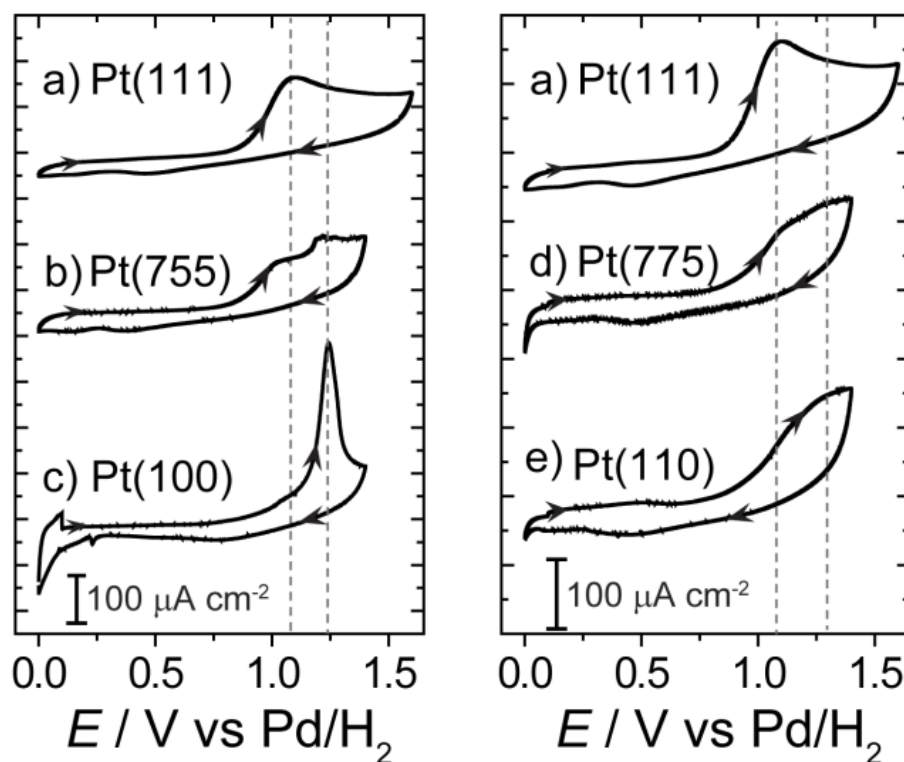 a) Pt(111)
b) Pt(755)
c) Pt(100)
100 μA cm⁻²
0.0 0.5 1.0 1.5
E / V vs Pd/H₂
a) Pt(111)
d) Pt(775)
e) Pt(110)
100 μA cm⁻²
0.0 0.5 1.0 1.5
E / V vs Pd/H₂